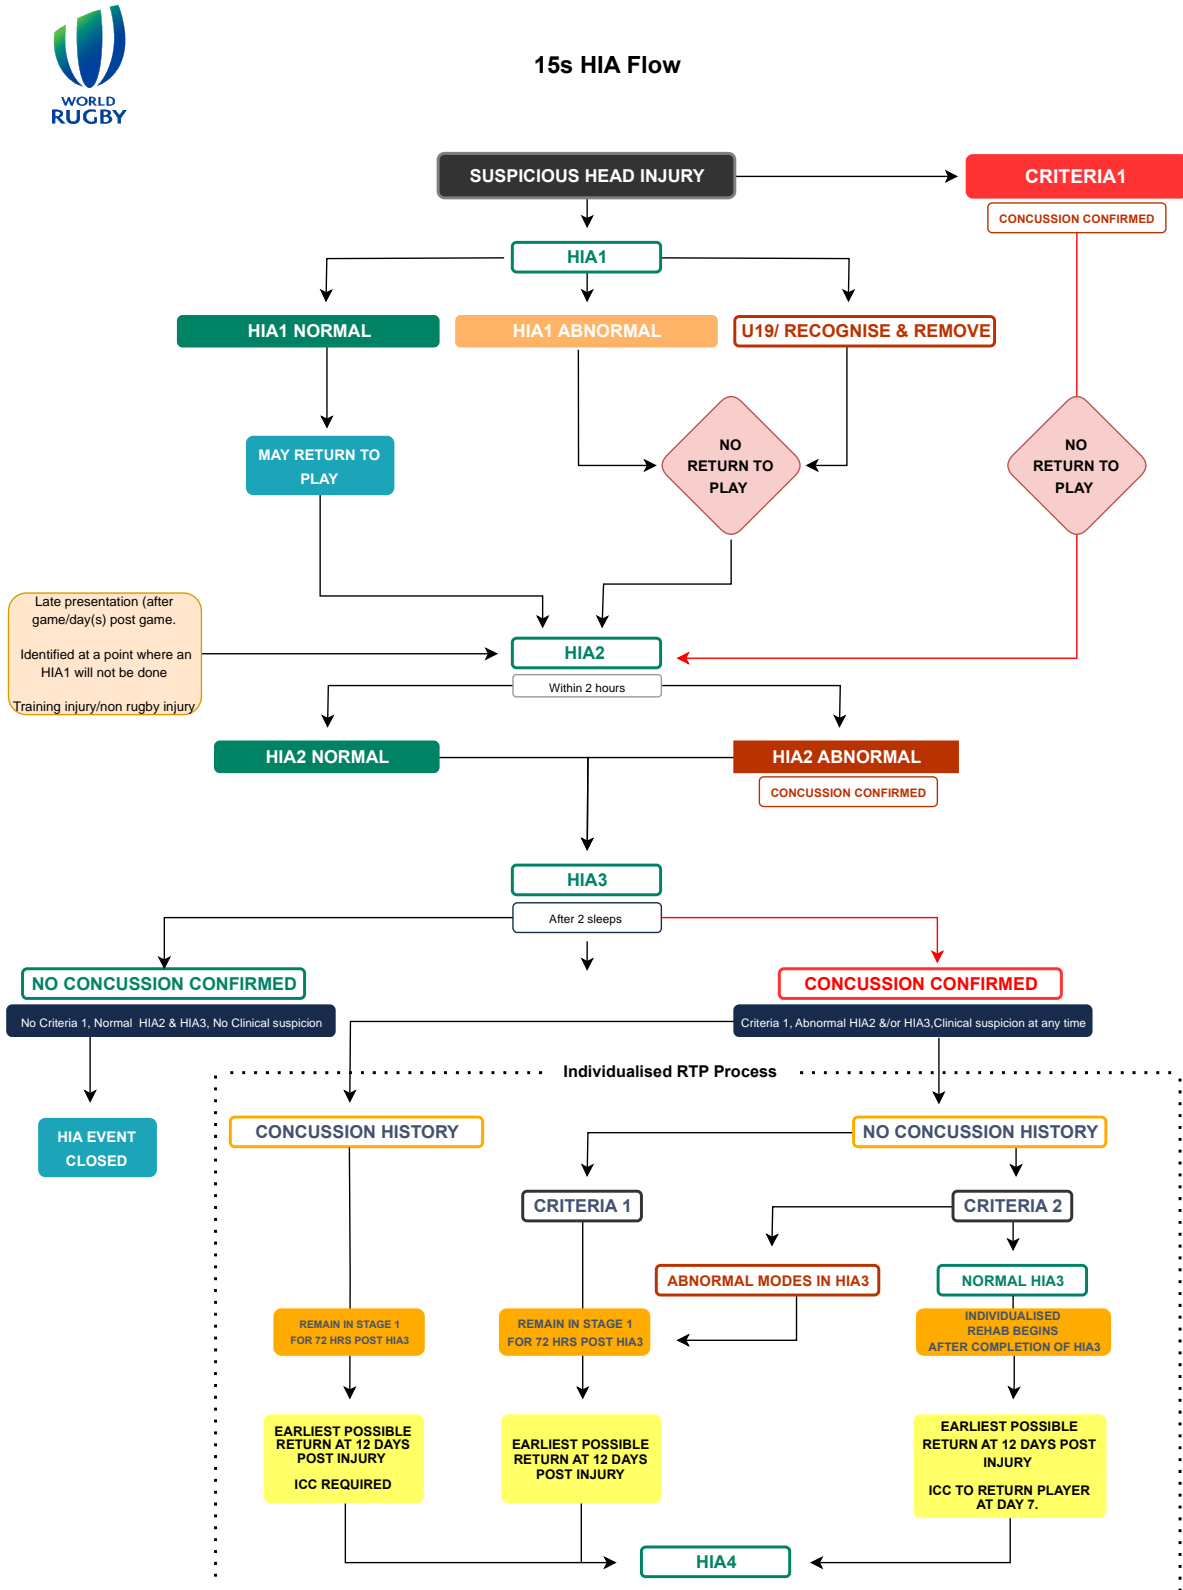 WORLD
RUGBY
15s HIA Flow
SUSPICIOUS HEAD INJURY
CRITERIA1
CONCUSSION CONFIRMED
HIA1
HIA1 NORMAL
HIA1 ABNORMAL
U19/ RECOGNISE & REMOVE
MAY RETURN TO
PLAY
NO
RETURN TO
PLAY
NO
RETURN TO
PLAY
Late presentation (after
game/day(s) post game.
Identified at a point where an
HIA1 will not be done
Training injury/non rugby injury
HIA2
Within 2 hours
HIA2 NORMAL
HIA2 ABNORMAL
CONCUSSION CONFIRMED
HIA3
After 2 sleeps
NO CONCUSSION CONFIRMED
No Criteria 1, Normal HIA2 & HIA3, No Clinical suspicion
CONCUSSION CONFIRMED
Criteria 1, Abnormal HIA2 &/or HIA3,Clinical suspicion at any time
Individualised RTP Process
HIA EVENT
CLOSED
CONCUSSION HISTORY
NO CONCUSSION HISTORY
CRITERIA 1
CRITERIA 2
ABNORMAL MODES IN HIA3
NORMAL HIA3
REMAIN IN STAGE 1
FOR 72 HRS POST HIA3
REMAIN IN STAGE 1
FOR 72 HRS POST HIA3
INDIVIDUALISED
REHAB BEGINS
AFTER COMPLETION OF HIA3
EARLIEST POSSIBLE
RETURN AT 12 DAYS
POST INJURY
ICC REQUIRED
EARLIEST POSSIBLE
RETURN AT 12 DAYS
POST INJURY
EARLIEST POSSIBLE
RETURN AT 12 DAYS POST
INJURY
ICC TO RETURN PLAYER
AT DAY 7.
HIA4